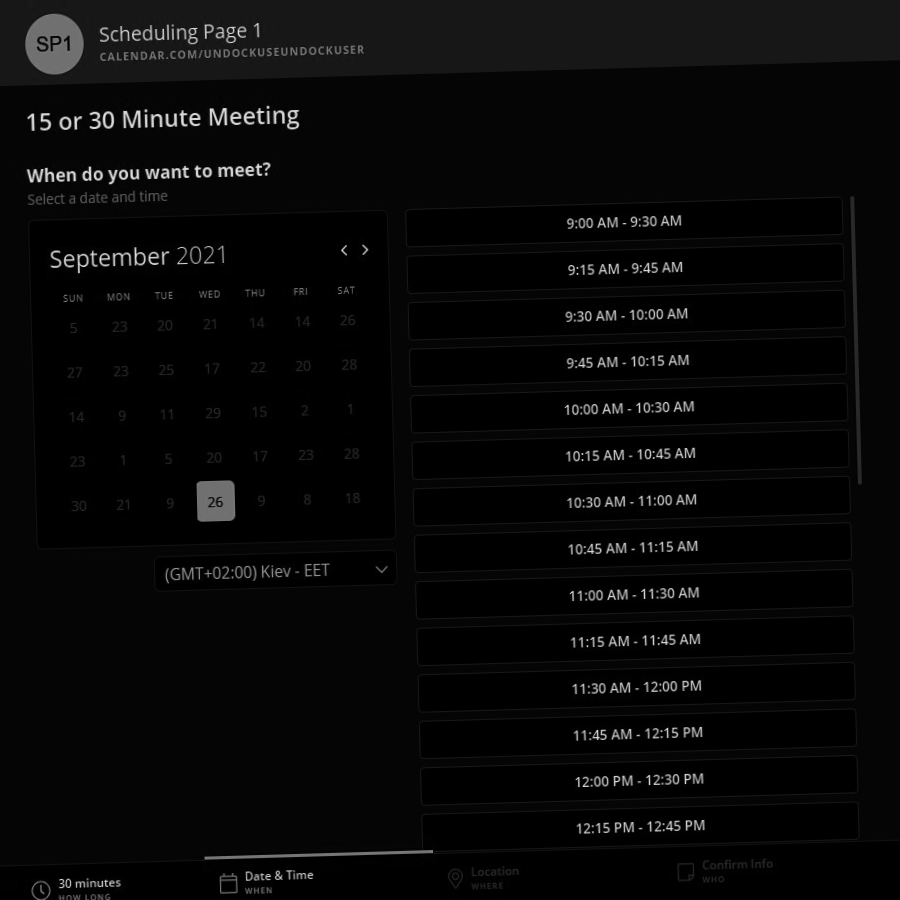 SP1
Scheduling Page 1
CALENDAR.COM/UNDOCKUSEUNDOCKUSER
15 or 30 Minute Meeting
When do you want to meet?
Select a date and time
September 2021
SUN MON TUE WED THU FRI SAT
5 23 20 21 14 14 26
27 23 25 17 22 20 28
14 9 11 29 15 2 1
23 1 5 20 17 23 28
30 21 9 26 9 8 18
(GMT+02:00) Kiev - EET
9:00 AM - 9:30 AM
9:15 AM - 9:45 AM
9:30 AM - 10:00 AM
9:45 AM - 10:15 AM
10:00 AM - 10:30 AM
10:15 AM - 10:45 AM
10:30 AM - 11:00 AM
10:45 AM - 11:15 AM
11:00 AM - 11:30 AM
11:15 AM - 11:45 AM
11:30 AM - 12:00 PM
11:45 AM - 12:15 PM
12:00 PM - 12:30 PM
12:15 PM - 12:45 PM
30 minutes
HOW LONG
Date & Time
WHEN
Location
WHERE
Confirm Info
WHO